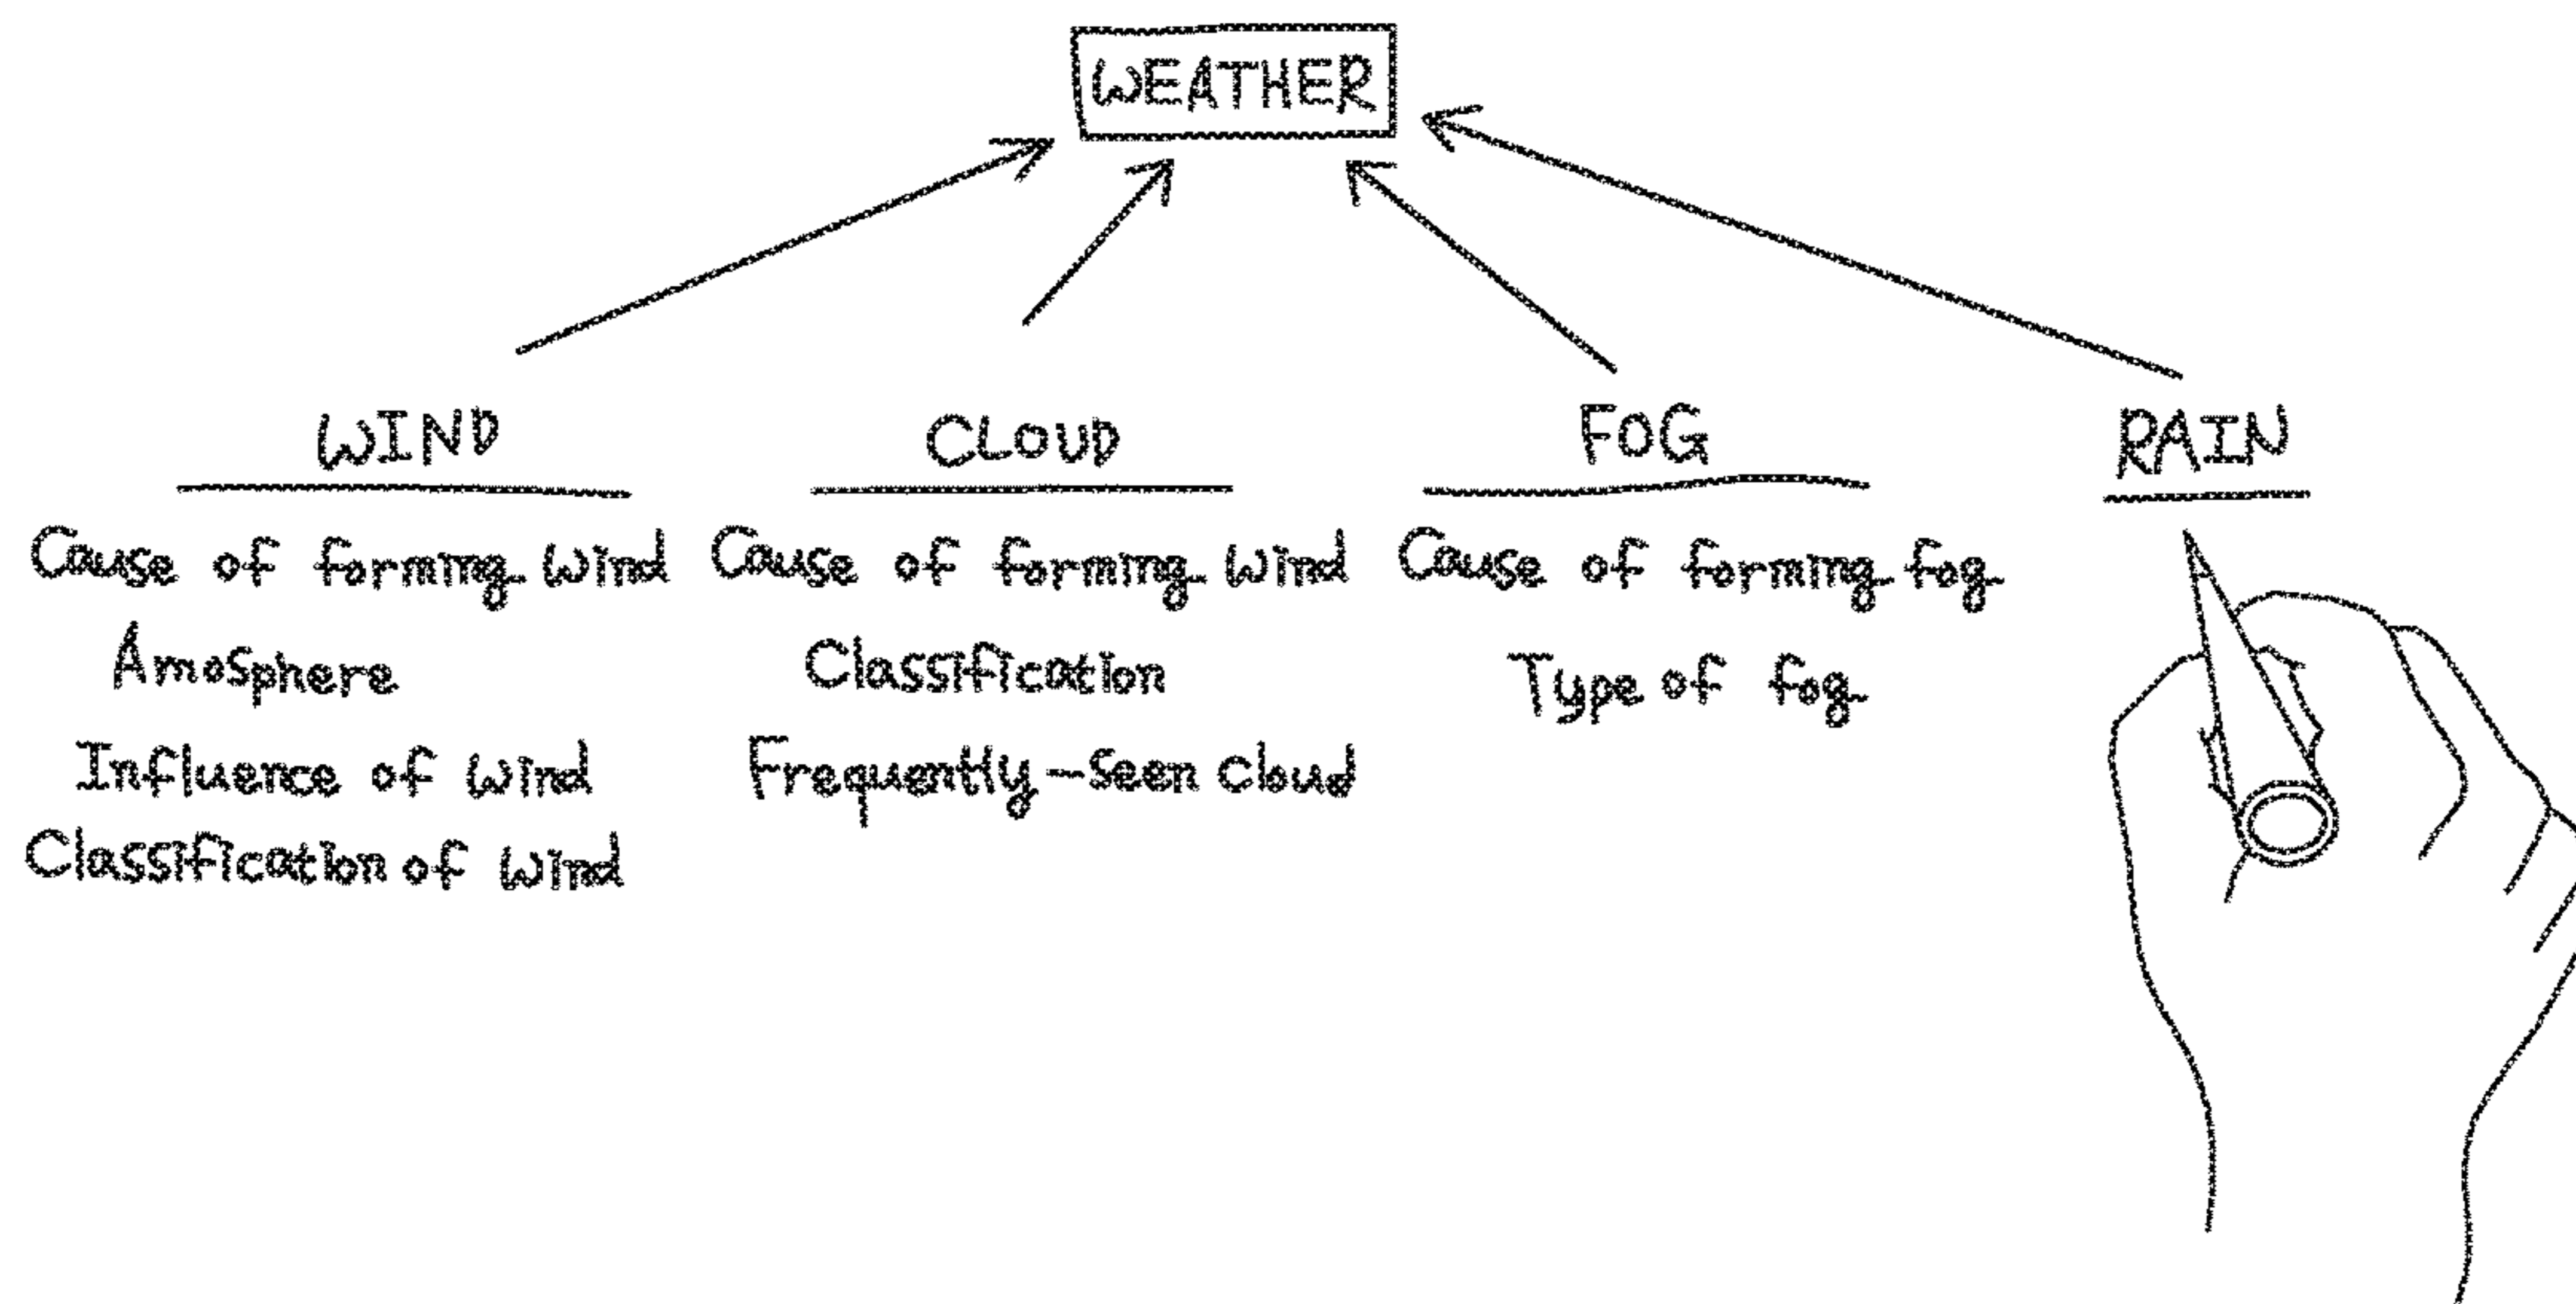 WEATHER
WIND
Cause of forming wind
Amosphere
Influence of wind
Classification of wind
CLOUD
Cause of forming wind
Classification
Frequently-seen cloud
FOG
Cause of forming fog
Type of fog
RAIN